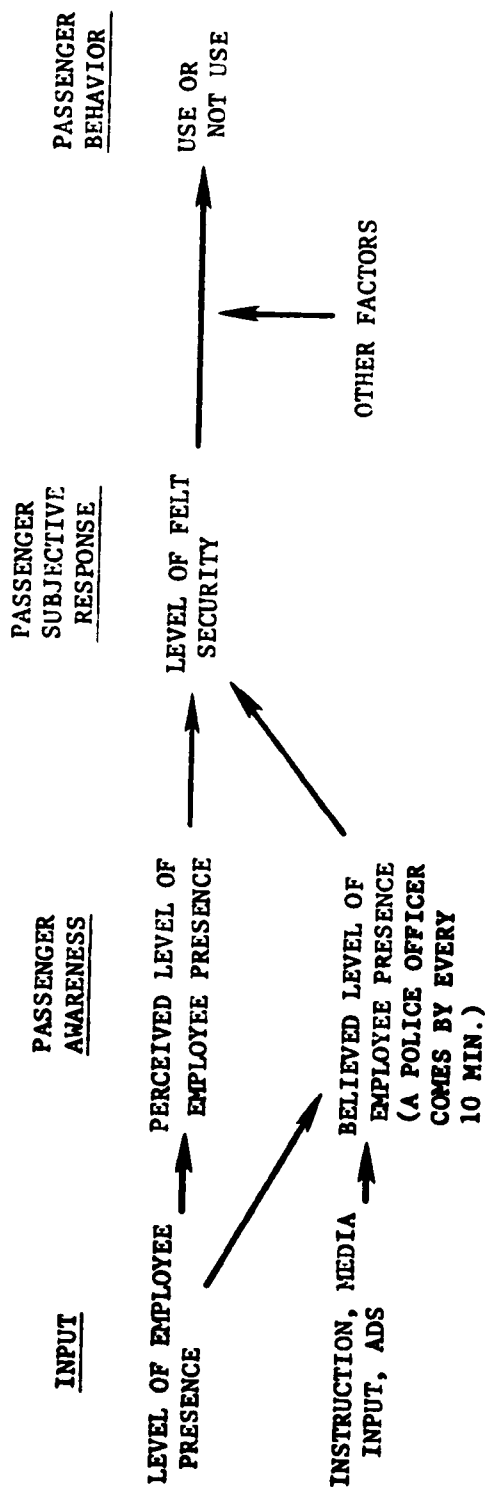 INPUT
PASSENGER
AWARENESS
PASSENGER
SUBJECTIVE
RESPONSE
PASSENGER
BEHAVIOR
LEVEL OF EMPLOYEE
PRESENCE
PERCEIVED LEVEL OF
EMPLOYEE PRESENCE
LEVEL OF FELT
SECURITY
USE OR
NOT USE
INSTRUCTION, MEDIA
INPUT, ADS
BELIEVED LEVEL OF
EMPLOYEE PRESENCE
(A POLICE OFFICER
COMES BY EVERY
10 MIN.)
OTHER FACTORS